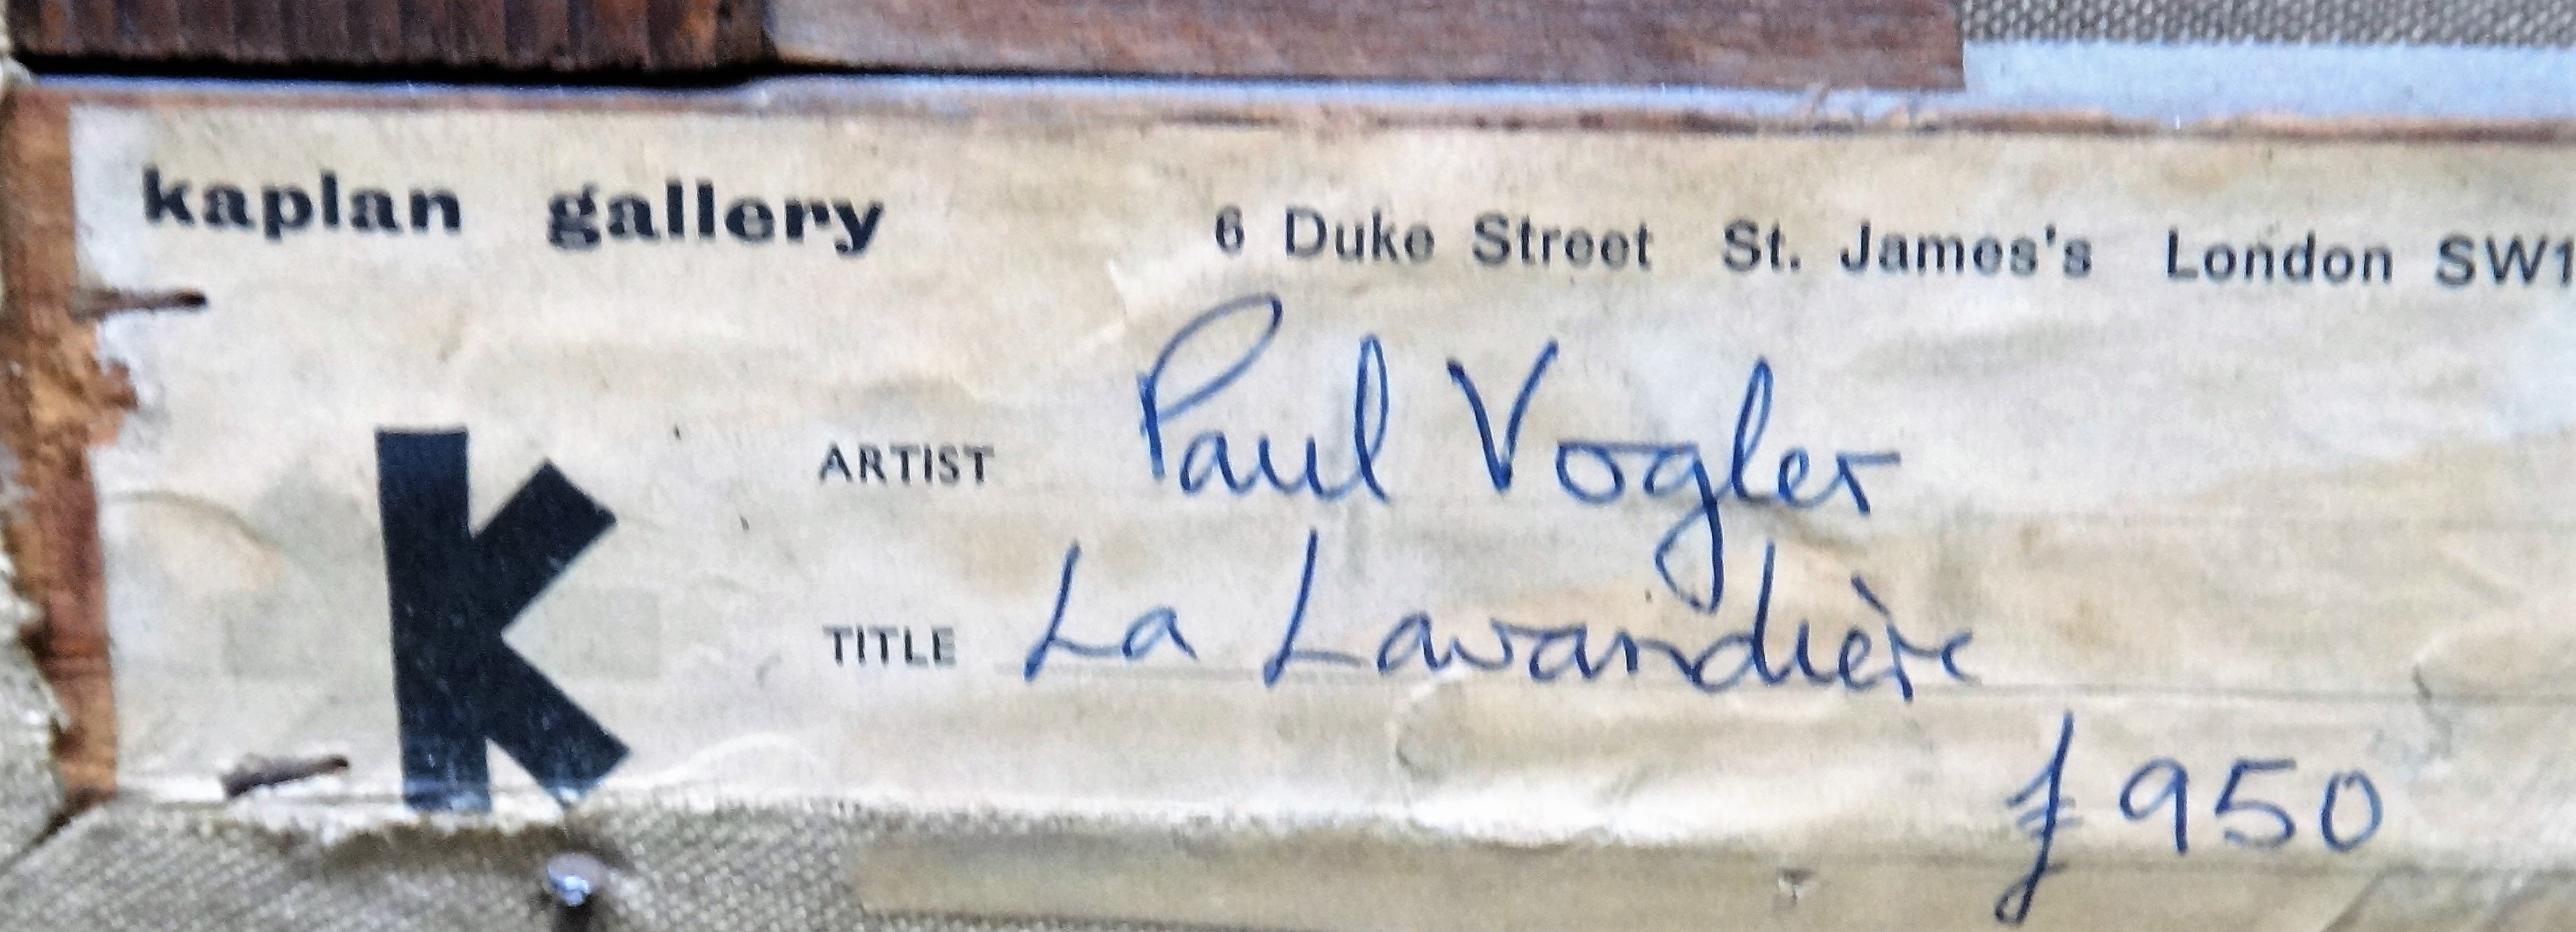 kaplan gallery 6 Duke Street St. James's London SW1
K
ARTIST Paul Vogler
TITLE La Lavandière
£950